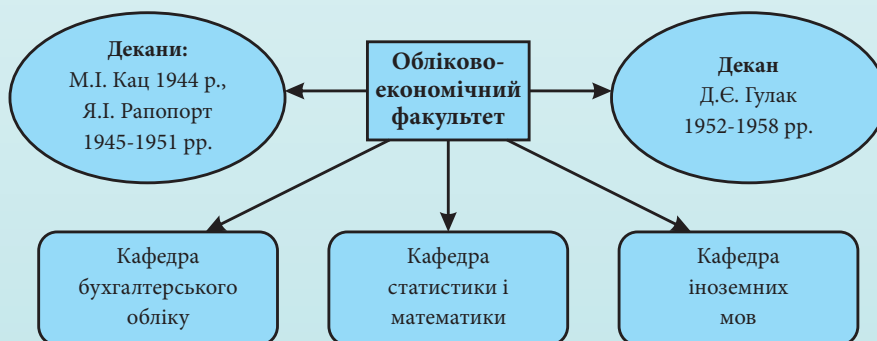 Декани:
М.І. Кац 1944 р.,
Я.І. Рапопорт
1945-1951 рр.
Обліково-
економічний
факультет
Декан
Д.Є. Гулак
1952-1958 рр.
Кафедра
бухгалтерського
обліку
Кафедра
статистики і
математики
Кафедра
іноземних
мов